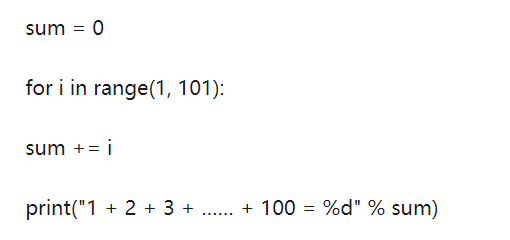 sum = 0
for i in range(1, 101):
sum += i
print("1 + 2 + 3 + ...... + 100 = %d" % sum)